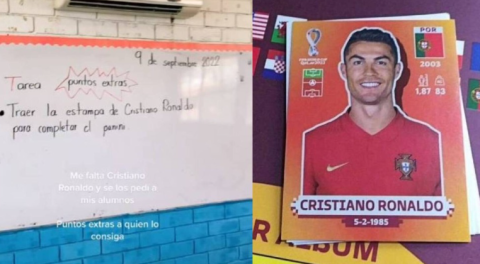 9 de septiembre 2022
Tarea puntos extras
• Traer la estampa de Cristiano Ronaldo
para completar el panini
Me falta Cristiano
Ronaldo y se los pedi a
mis alumnos
Puntos extras a quien lo
consiga
POR
2003
1.87 83
CRISTIANO RONALDO
5-2-1985
ALBUM